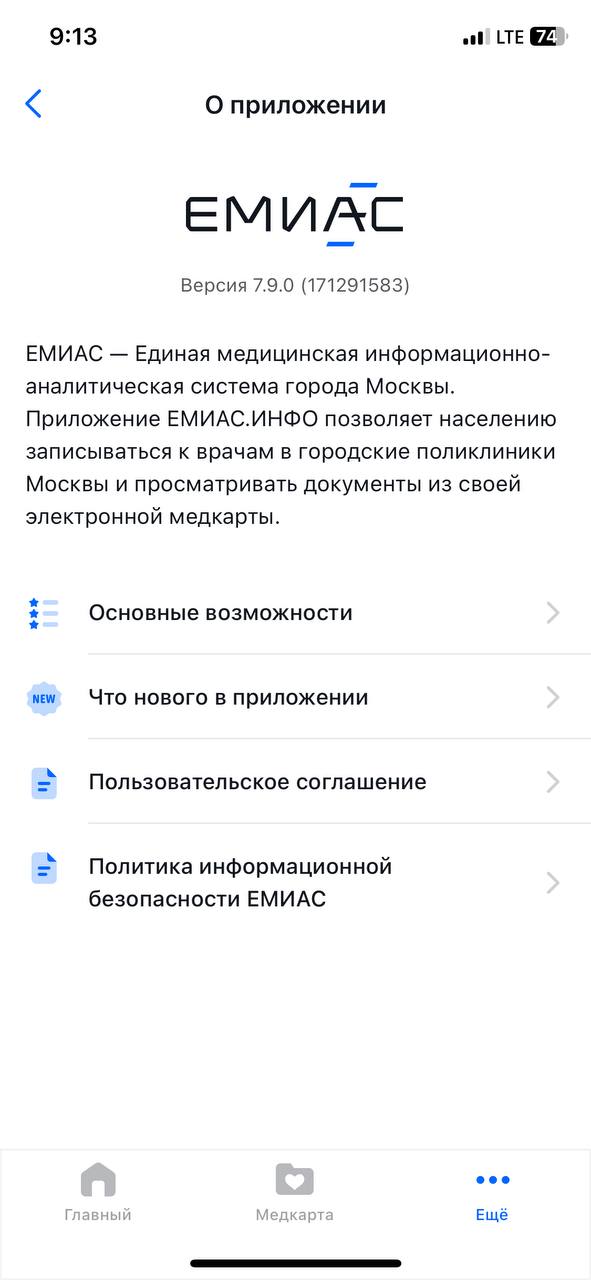 9:13
LTE 74
О приложении
ЕМИАС
Версия 7.9.0 (171291583)
ЕМИАС — Единая медицинская информационно-
аналитическая система города Москвы.
Приложение ЕМИАС.ИНФО позволяет населению
записываться к врачам в городские поликлиники
Москвы и просматривать документы из своей
электронной медкарты.
Основные возможности
NEW
Что нового в приложении
Пользовательское соглашение
Политика информационной
безопасности ЕМИАС
Главный
Медкарта
Ещё